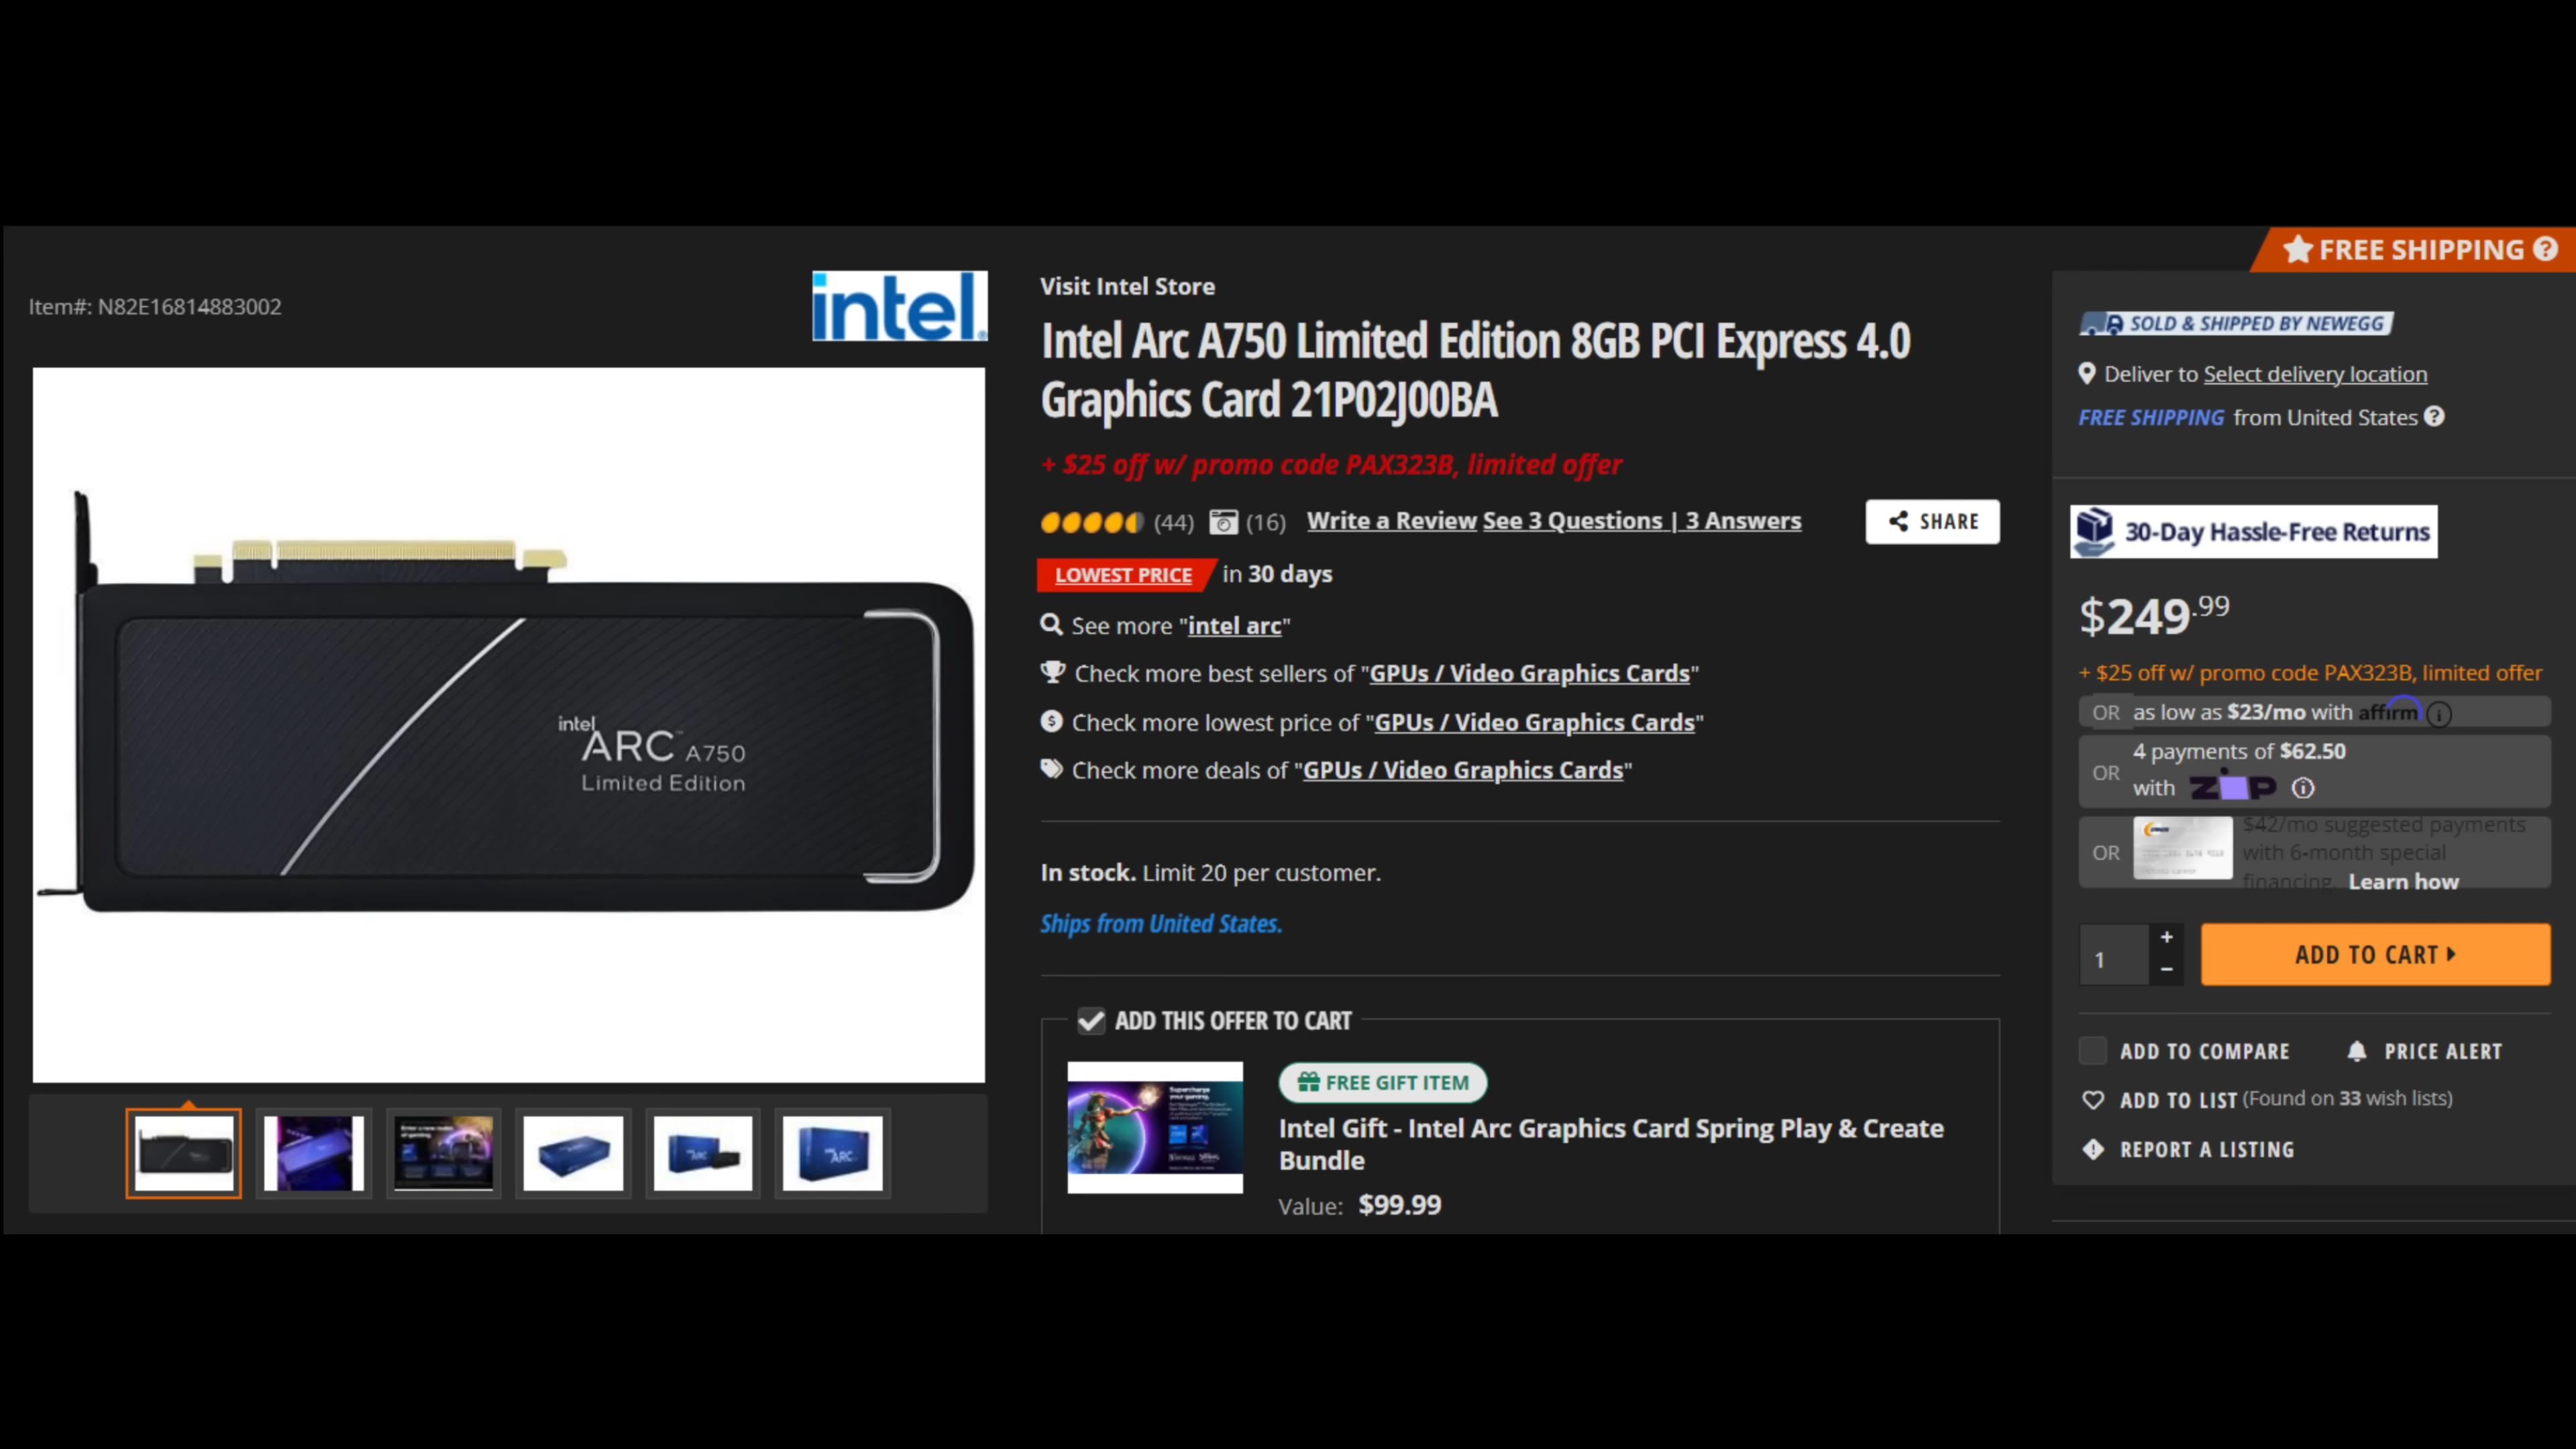 FREE SHIPPING
Item#: N82E16814883002
intel.
intel
ARC™ A750
Limited Edition
Visit Intel Store
Intel Arc A750 Limited Edition 8GB PCI Express 4.0
Graphics Card 21P02J00BA
+ $25 off w/ promo code PAX323B, limited offer
(44) (16) Write a Review See 3 Questions | 3 Answers
SHARE
LOWEST PRICE in 30 days
See more "intel arc"
Check more best sellers of "GPUs / Video Graphics Cards"
Check more lowest price of "GPUs / Video Graphics Cards"
Check more deals of "GPUs / Video Graphics Cards"
In stock. Limit 20 per customer.
Ships from United States.
ADD THIS OFFER TO CART
Supercharge
your gaming.
FREE GIFT ITEM
Intel Gift - Intel Arc Graphics Card Spring Play & Create
Bundle
Value: $99.99
SOLD & SHIPPED BY NEWEGG
Deliver to Select delivery location
FREE SHIPPING from United States
30-Day Hassle-Free Returns
$249.99
+ $25 off w/ promo code PAX323B, limited offer
OR as low as $23/mo with affirm
OR 4 payments of $62.50
with ZIP
OR $42/mo suggested payments
with 6-month special
financing. Learn how
1 + −
ADD TO CART
ADD TO COMPARE PRICE ALERT
ADD TO LIST (Found on 33 wish lists)
REPORT A LISTING